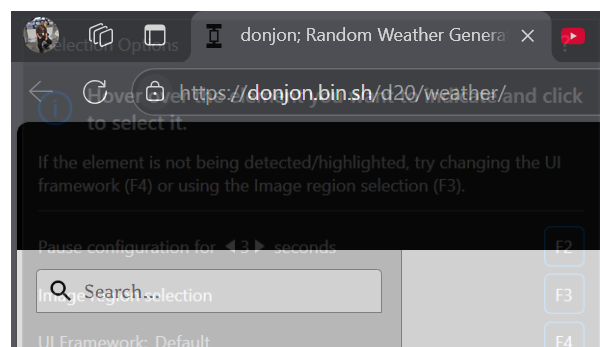 Selection Options
donjon; Random Weather Genera
https://donjon.bin.sh/d20/weather/
Hover over the element you want to indicate and click
to select it.
If the element is not being detected/highlighted, try changing the UI
framework (F4) or using the Image region selection (F3).
Pause configuration for 3 seconds
F2
Search...
Image region selection
F3
UI Framework: Default
F4